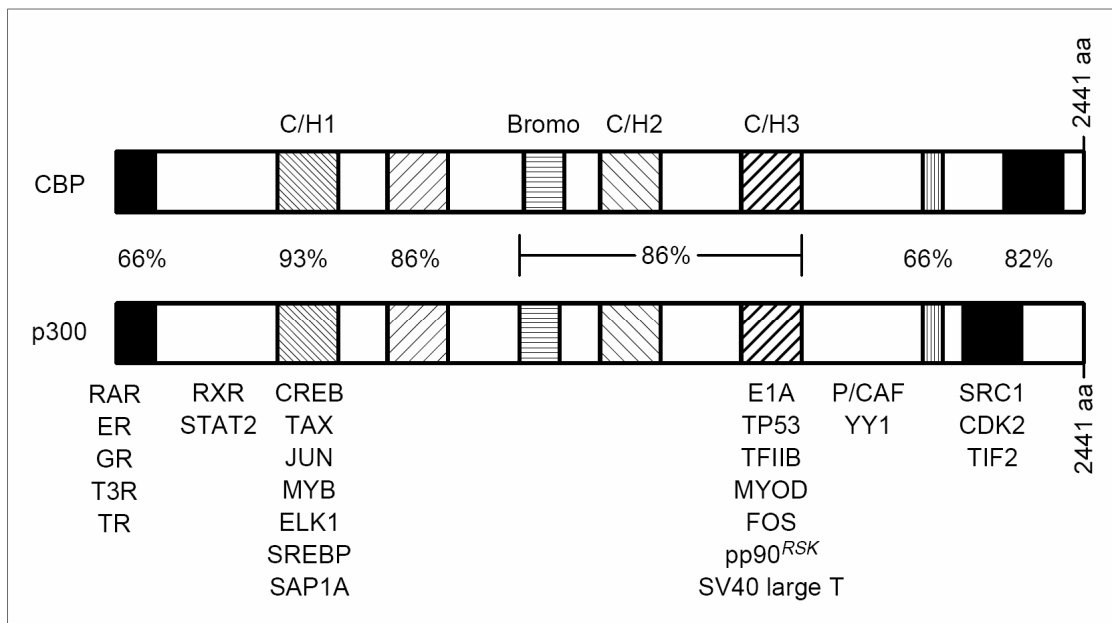 2441 aa
C/H1 Bromo C/H2 C/H3
CBP
66% 93% 86% 86% 66% 82%
p300
RAR RXR CREB E1A P/CAF SRC1
ER STAT2 TAX TP53 YY1 CDK2
GR JUN TFIIB TIF2
T3R MYB MYOD
TR ELK1 FOS
SREBP pp90RSK
SAP1A SV40 large T
2441 aa